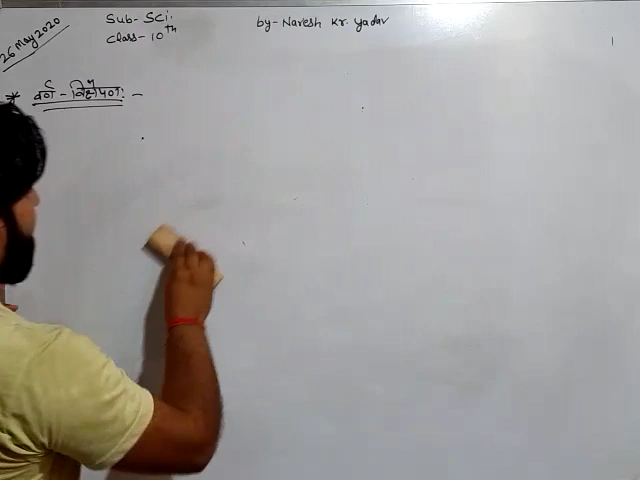 26 May 2020
Sub- Sci.
Class- 10th
by- Naresh Kr. Yadav
* वर्ण - विक्षेपण: -